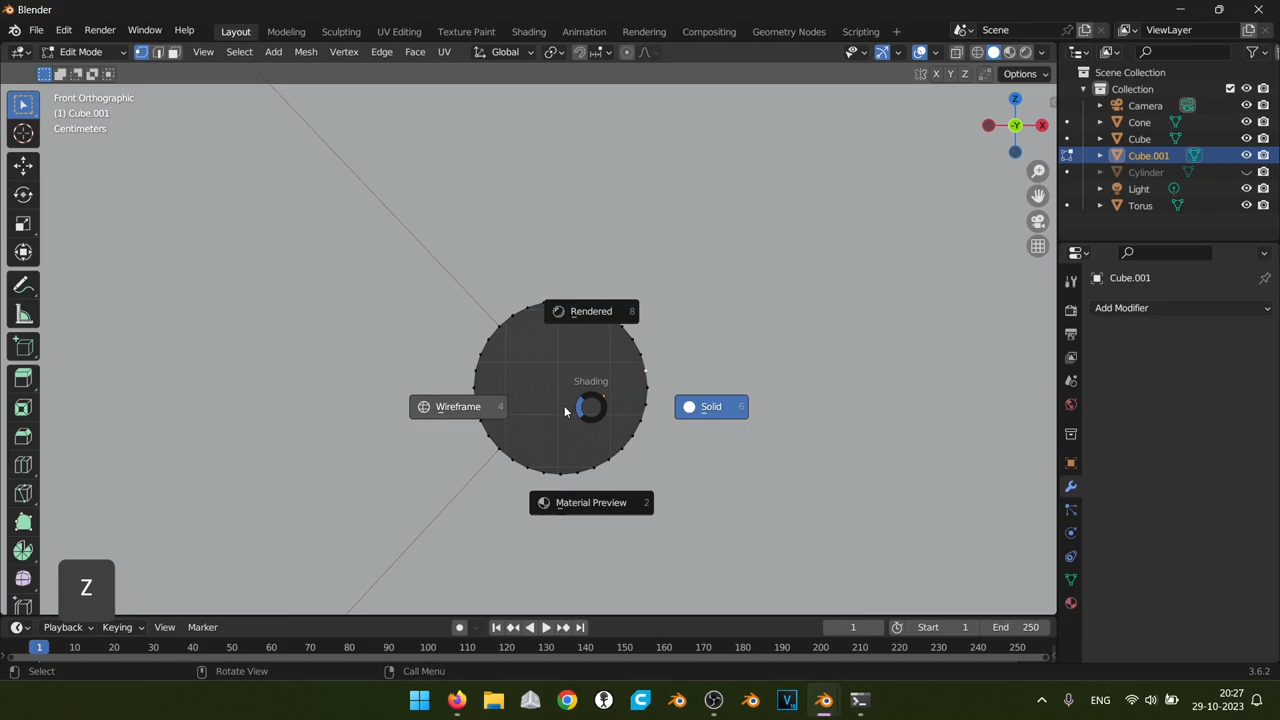 Blender
File Edit Render Window Help
Layout Modeling Sculpting UV Editing Texture Paint Shading Animation Rendering Compositing Geometry Nodes Scripting +
Scene
ViewLayer
Edit Mode
View Select Add Mesh Vertex Edge Face UV
Global
X Y Z
Options
Front Orthographic
(1) Cube.001
Centimeters
Z
-Y
X
Scene Collection
Collection
Camera
Cone
Cube
Cube.001
Cylinder
Light
Torus
Cube.001
Add Modifier
Rendered 8
Shading
Wireframe 4
Solid 6
Material Preview 2
Z
Playback Keying View Marker
1
Start 1
End 250
1 10 20 30 40 50 60 70 80 90 100 110 120 130 140 150 160 170 180 190 200 210 220 230 240 250
Select
Rotate View
Call Menu
3.6.2
ENG
20:27
29-10-2023